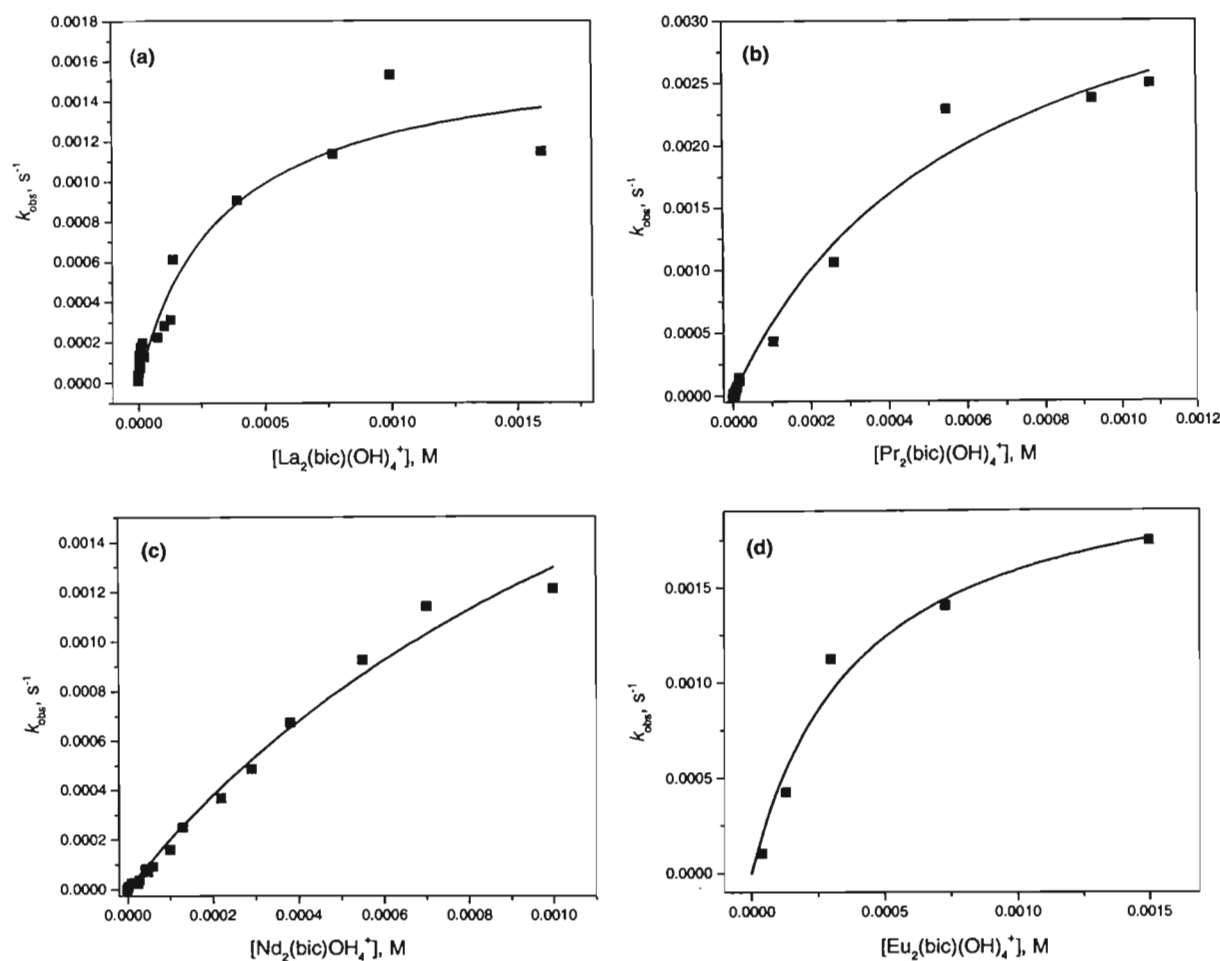 (a)
0.0018
0.0016
0.0014
0.0012
0.0010
0.0008
0.0006
0.0004
0.0002
0.0000
k_obs, s⁻¹
0.0000 0.0005 0.0010 0.0015
[La₂(bic)(OH)₄⁺], M
(b)
0.0030
0.0025
0.0020
0.0015
0.0010
0.0005
0.0000
k_obs, s⁻¹
0.0000 0.0002 0.0004 0.0006 0.0008 0.0010 0.0012
[Pr₂(bic)(OH)₄⁺], M
(c)
0.0014
0.0012
0.0010
0.0008
0.0006
0.0004
0.0002
0.0000
k_obs, s⁻¹
0.0000 0.0002 0.0004 0.0006 0.0008 0.0010
[Nd₂(bic)OH₄⁺], M
(d)
0.0015
0.0010
0.0005
0.0000
k_obs, s⁻¹
0.0000 0.0005 0.0010 0.0015
[Eu₂(bic)(OH)₄⁺], M